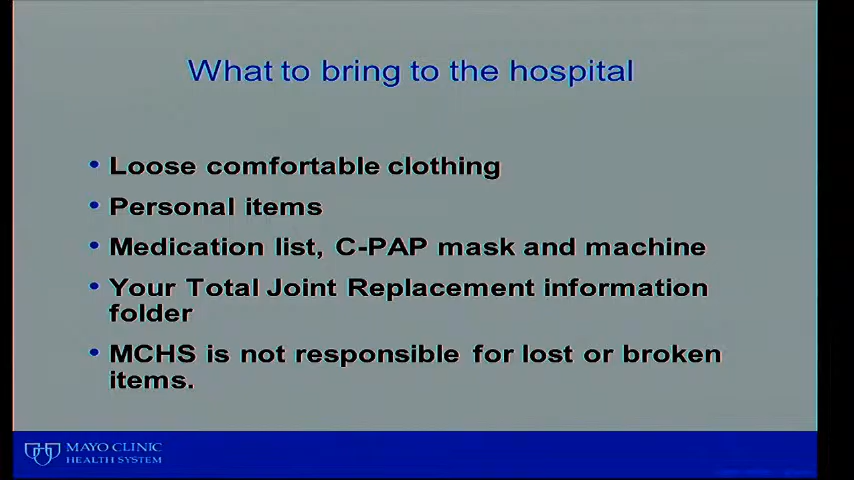 What to bring to the hospital
• Loose comfortable clothing
• Personal items
• Medication list, C-PAP mask and machine
• Your Total Joint Replacement information
folder
• MCHS is not responsible for lost or broken
items.
MAYO CLINIC
HEALTH SYSTEM